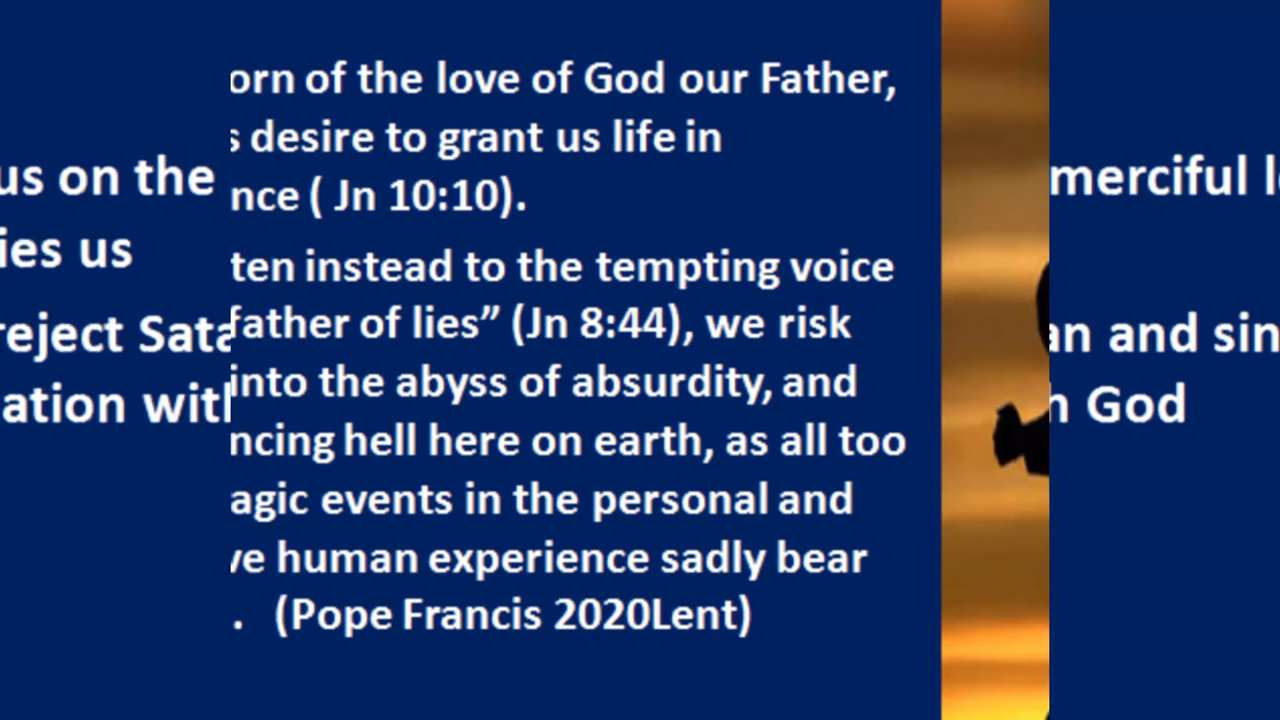 us on the
ies us
reject Sata
ation with
orn of the love of God our Father,
s desire to grant us life in
nce ( Jn 10:10).
ten instead to the tempting voice
father of lies” (Jn 8:44), we risk
into the abyss of absurdity, and
ncing hell here on earth, as all too
agic events in the personal and
ve human experience sadly bear
. (Pope Francis 2020Lent)
merciful l
an and sin
h God